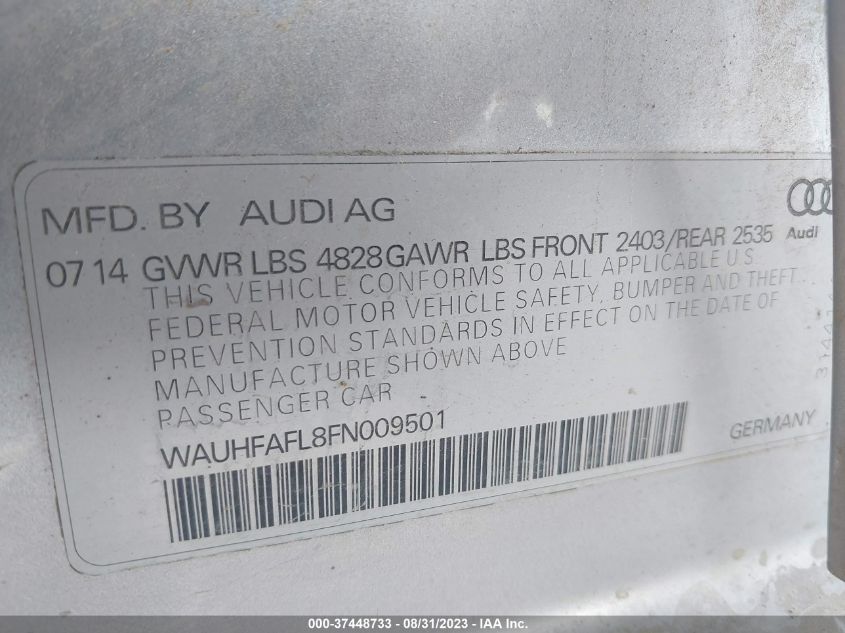 MFD. BY AUDI AG
Audi
07 14 GVWR LBS 4828 GAWR LBS FRONT 2403/REAR 2535
THIS VEHICLE CONFORMS TO ALL APPLICABLE U S
FEDERAL MOTOR VEHICLE SAFETY, BUMPER AND THEFT
PREVENTION STANDARDS IN EFFECT ON THE DATE OF
MANUFACTURE SHOWN ABOVE
PASSENGER CAR
WAUHFAFL8FN009501
GERMANY
000-37448733 - 08/31/2023 - IAA Inc.